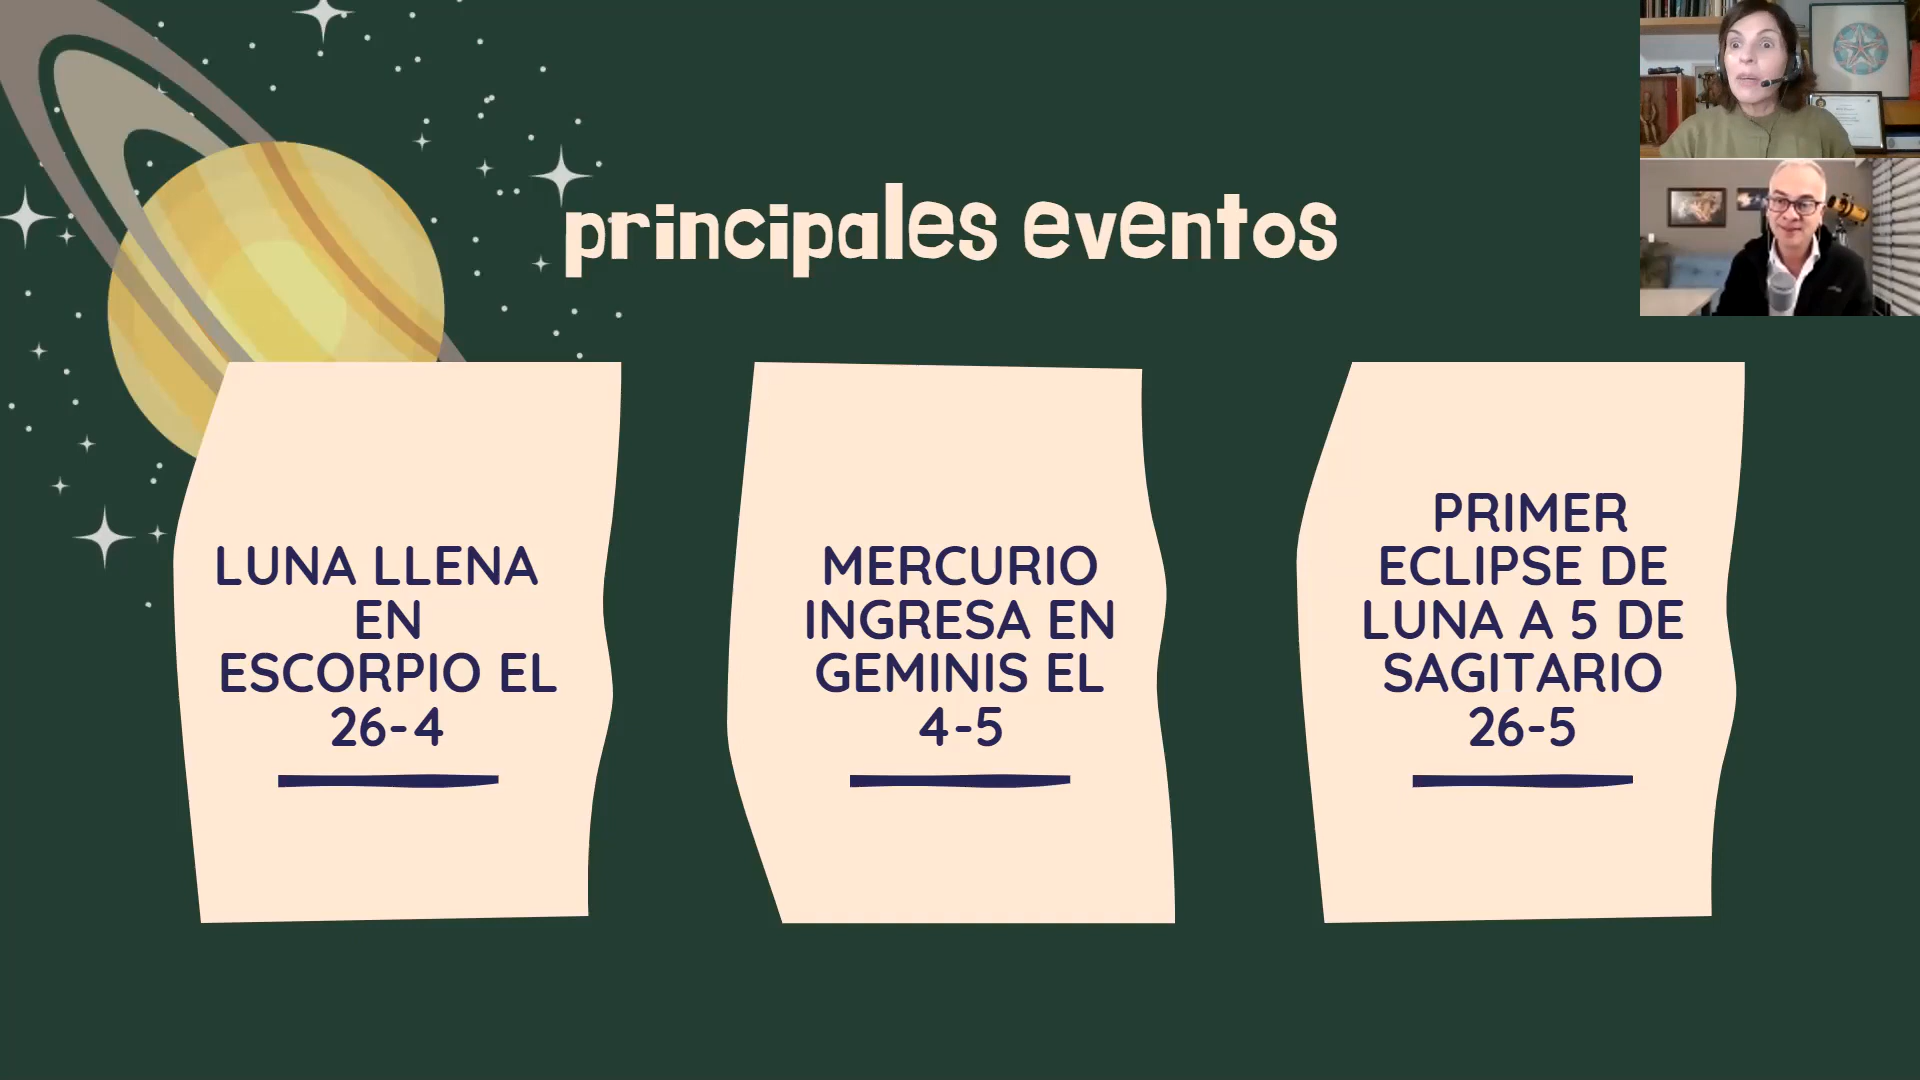 principales eventos
LUNA LLENA
EN
ESCORPIO EL
26-4
MERCURIO
INGRESA EN
GEMINIS EL
4-5
PRIMER
ECLIPSE DE
LUNA A 5 DE
SAGITARIO
26-5